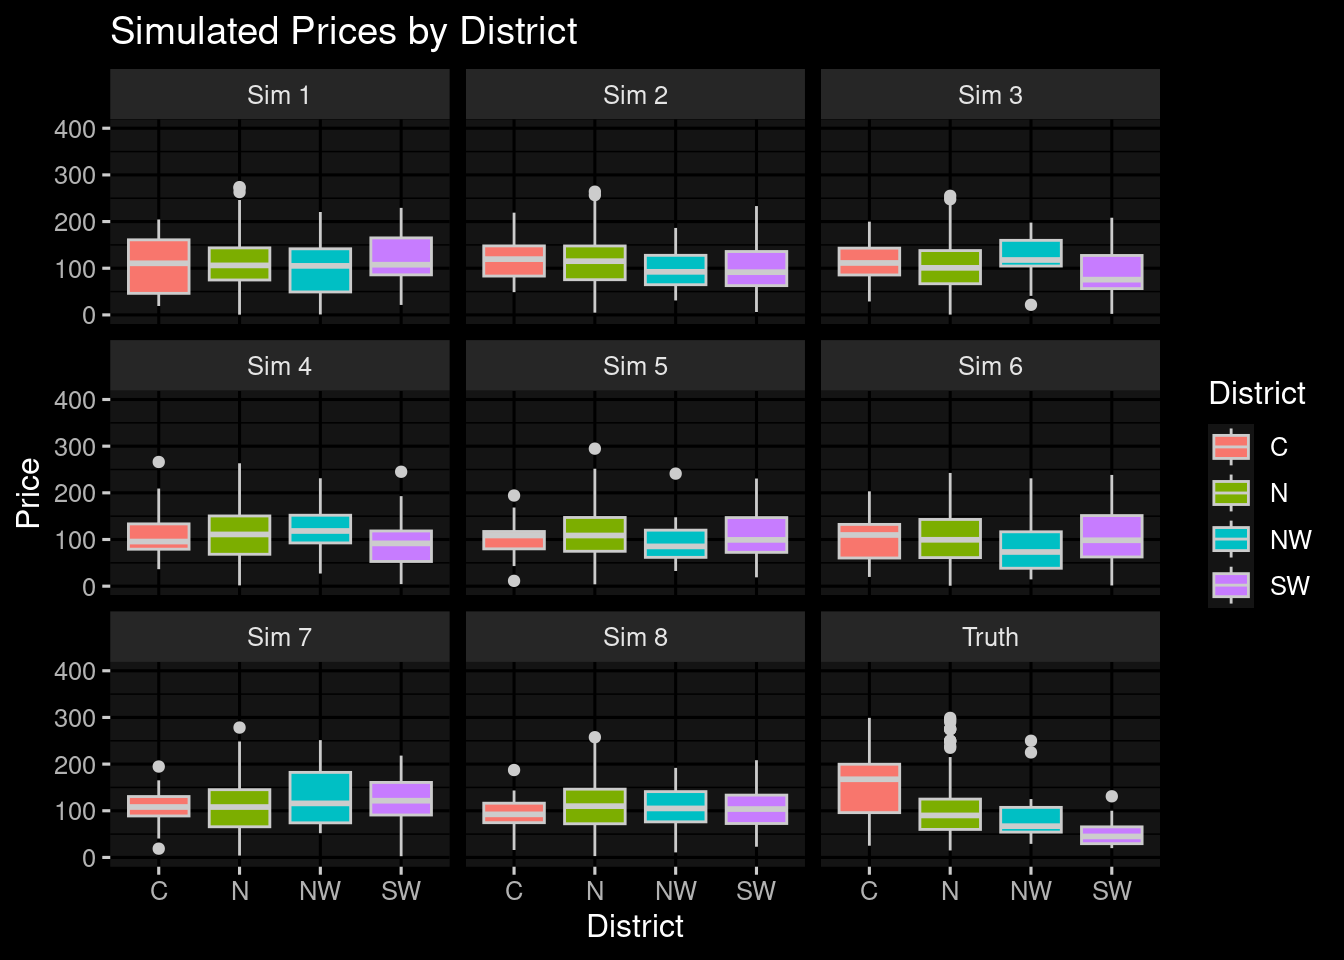 Simulated Prices by District
Sim 1
Sim 2
Sim 3
400
300
200
100
0
Sim 4
Sim 5
Sim 6
400
300
200
100
0
Sim 7
Sim 8
Truth
400
300
200
100
0
C N NW SW
C N NW SW
C N NW SW
District
Price
District
C
N
NW
SW